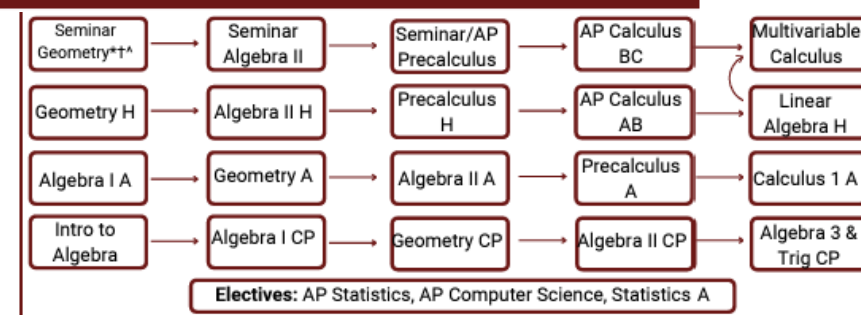 Seminar
Geometry*†^
Seminar
Algebra II
Seminar/AP
Precalculus
AP Calculus
BC
Multivariable
Calculus
Geometry H
Algebra II H
Precalculus
H
AP Calculus
AB
Linear
Algebra H
Algebra I A
Geometry A
Algebra II A
Precalculus
A
Calculus 1 A
Intro to
Algebra
Algebra I CP
Geometry CP
Algebra II CP
Algebra 3 &
Trig CP
Electives: AP Statistics, AP Computer Science, Statistics A